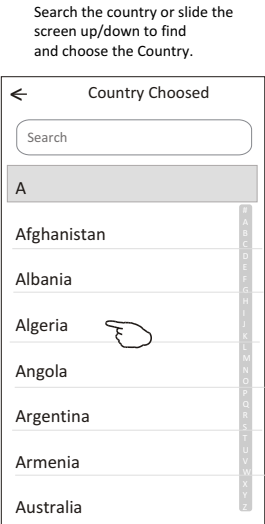 Search the country or slide the
screen up/down to find
and choose the Country.
Country Choosed
Search
A
#
A
B
C
D
E
F
G
H
I
J
K
L
M
N
O
P
Q
R
S
T
U
V
W
X
Y
Z
Afghanistan
Albania
Algeria
Angola
Argentina
Armenia
Australia